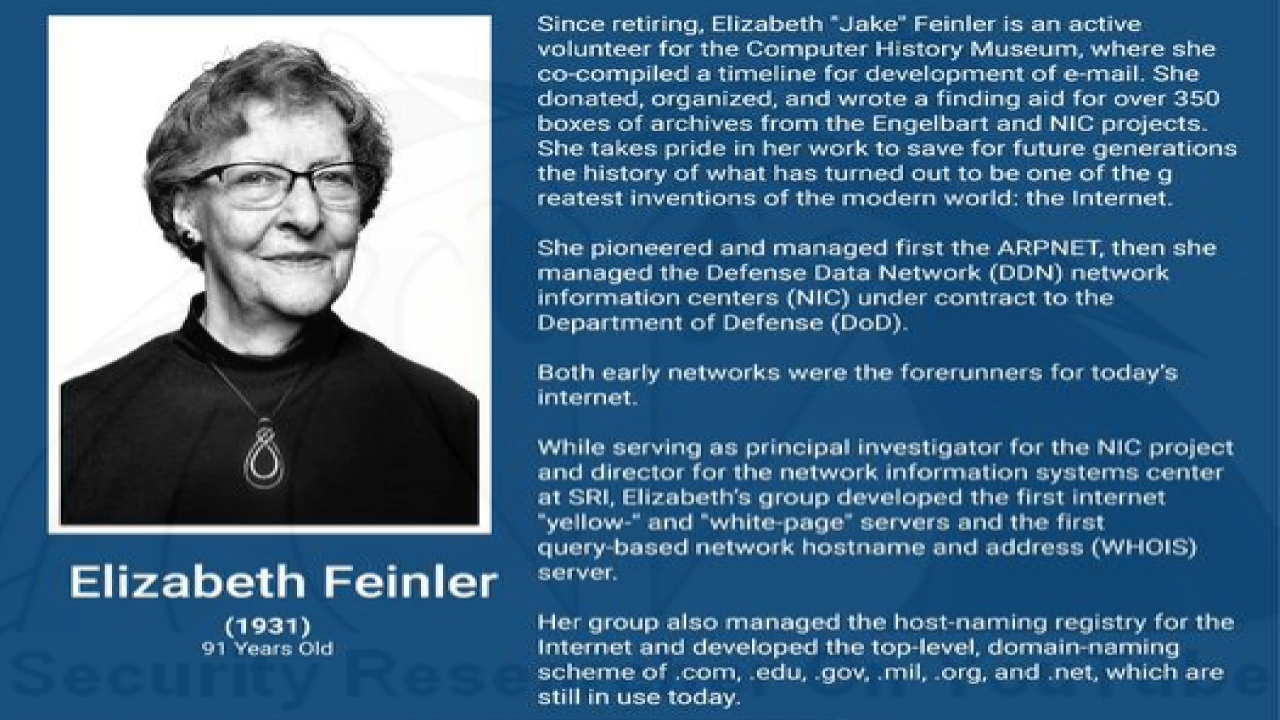 Since retiring, Elizabeth "Jake" Feinler is an active
volunteer for the Computer History Museum, where she
co-compiled a timeline for development of e-mail. She
donated, organized, and wrote a finding aid for over 350
boxes of archives from the Engelbart and NIC projects.
She takes pride in her work to save for future generations
the history of what has turned out to be one of the g
reatest inventions of the modern world: the Internet.
She pioneered and managed first the ARPNET, then she
managed the Defense Data Network (DDN) network
information centers (NIC) under contract to the
Department of Defense (DoD).
Both early networks were the forerunners for today's
internet.
While serving as principal investigator for the NIC project
and director for the network information systems center
at SRI, Elizabeth's group developed the first internet
"yellow-" and "white-page" servers and the first
query-based network hostname and address (WHOIS)
server.
Her group also managed the host-naming registry for the
Internet and developed the top-level, domain-naming
scheme of .com, .edu, .gov, .mil, .org, and .net, which are
still in use today.
Elizabeth Feinler
(1931)
91 Years Old
Security